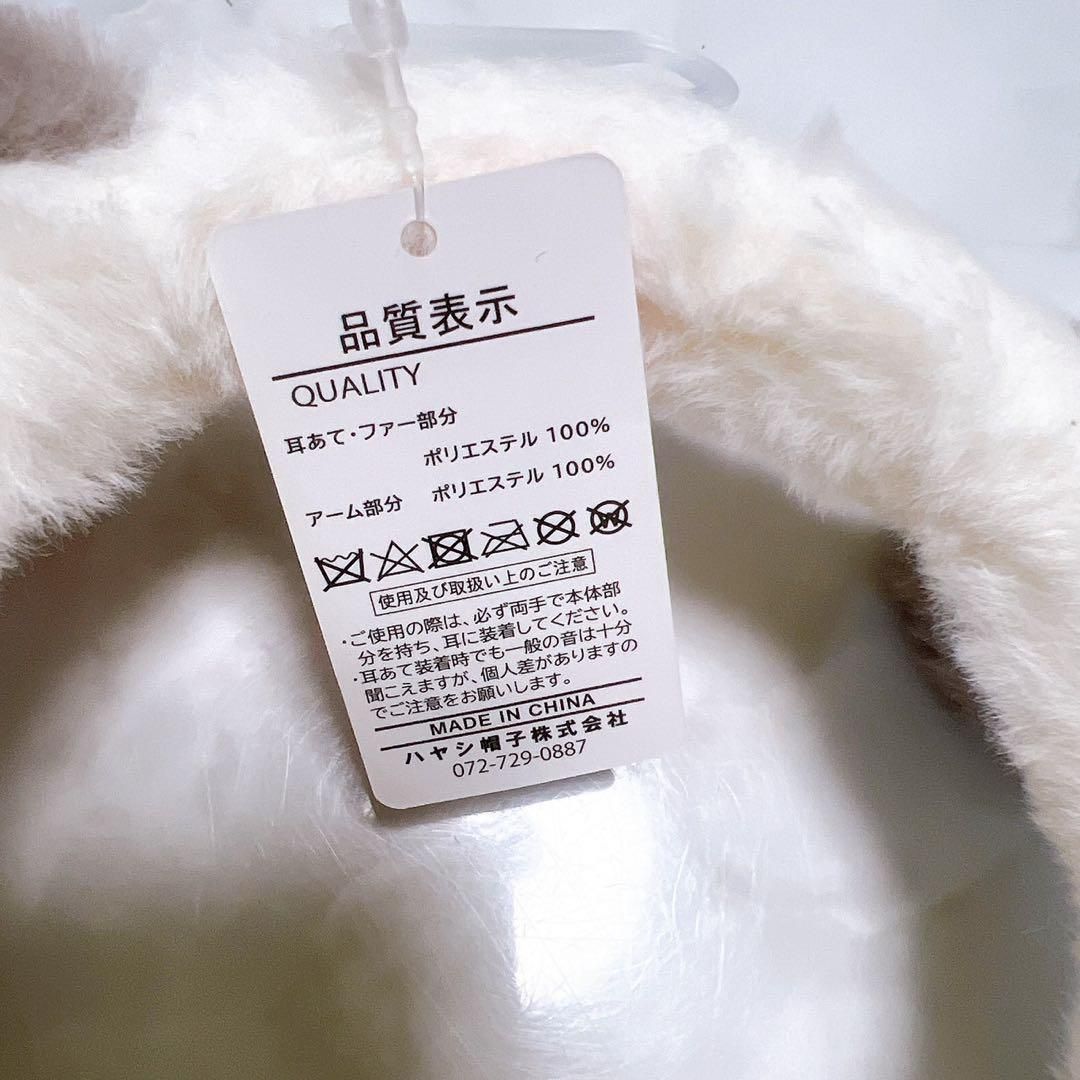 品質表示
QUALITY
耳あて・ファー部分
ポリエステル 100%
アーム部分 ポリエステル 100%
使用及び取扱い上のご注意
・ご使用の際は、必ず両手で本体部
分を持ち、耳に装着してください。
・耳あて装着時でも一般の音は十分
聞こえますが、個人差がありますの
でご注意をお願いします。
MADE IN CHINA
ハヤシ帽子株式会社
072-729-0887